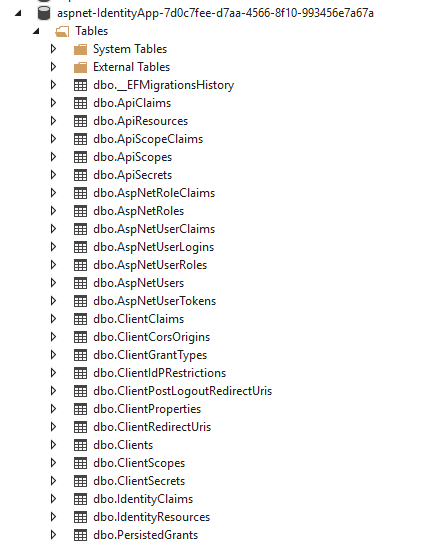 aspnet-IdentityApp-7d0c7fee-d7aa-4566-8f10-993456e7a67a
Tables
System Tables
External Tables
dbo.__EFMigrationsHistory
dbo.ApiClaims
dbo.ApiResources
dbo.ApiScopeClaims
dbo.ApiScopes
dbo.ApiSecrets
dbo.AspNetRoleClaims
dbo.AspNetRoles
dbo.AspNetUserClaims
dbo.AspNetUserLogins
dbo.AspNetUserRoles
dbo.AspNetUsers
dbo.AspNetUserTokens
dbo.ClientClaims
dbo.ClientCorsOrigins
dbo.ClientGrantTypes
dbo.ClientIdPRestrictions
dbo.ClientPostLogoutRedirectUris
dbo.ClientProperties
dbo.ClientRedirectUris
dbo.Clients
dbo.ClientScopes
dbo.ClientSecrets
dbo.IdentityClaims
dbo.IdentityResources
dbo.PersistedGrants